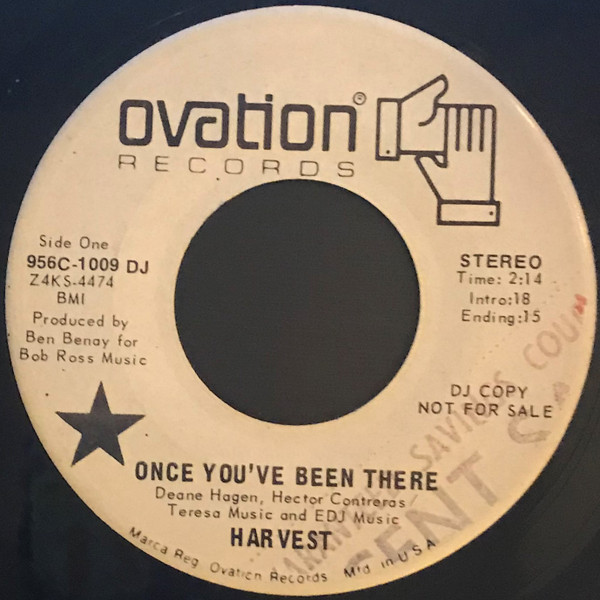 ovation®
RECORDS
Side One
956C-1009 DJ
Z4KS-4474
BMI
Produced by
Ben Benay for
Bob Ross Music
STEREO
Time: 2:14
Intro:18
Ending:15
DJ COPY
NOT FOR SALE
ONCE YOU'VE BEEN THERE
Deane Hagen, Hector Contreras
Teresa Music and EDJ Music
HARVEST
Marca Reg. Ovation Records Mfd in USA